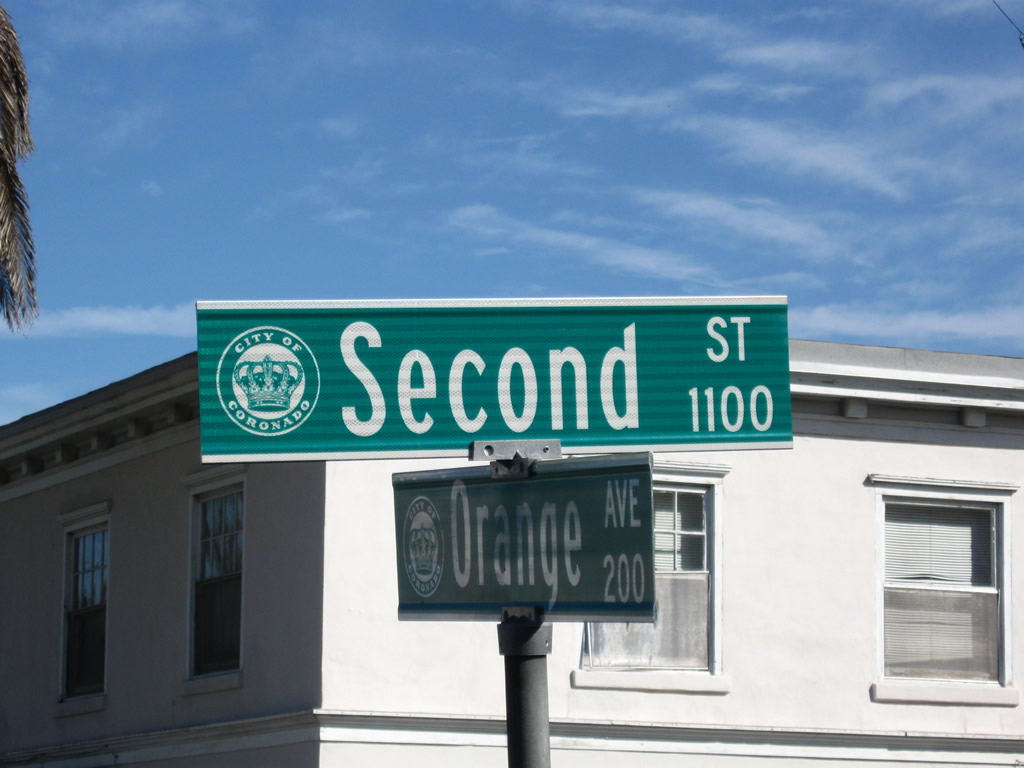 CITY OF
CORONADO
Second ST
1100
CITY OF
CORONADO
Orange AVE
200